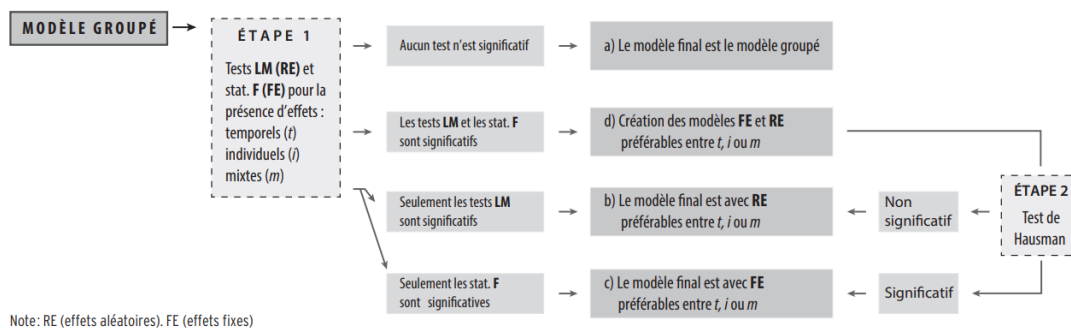 MODÈLE GROUPÉ
ÉTAPE 1
Tests LM (RE) et
stat. F (FE) pour la
présence d'effets :
temporels (t)
individuels (i)
mixtes (m)
Aucun test n'est significatif
a) Le modèle final est le modèle groupé
Les tests LM et les stat. F
sont significatifs
d) Création des modèles FE et RE
préférables entre t, i ou m
Seulement les tests LM
sont significatifs
b) Le modèle final est avec RE
préférables entre t, i ou m
Non
significatif
ÉTAPE 2
Test de
Hausman
Seulement les stat. F
sont significatives
c) Le modèle final est avec FE
préférables entre t, i ou m
Significatif
Note: RE (effets aléatoires). FE (effets fixes)